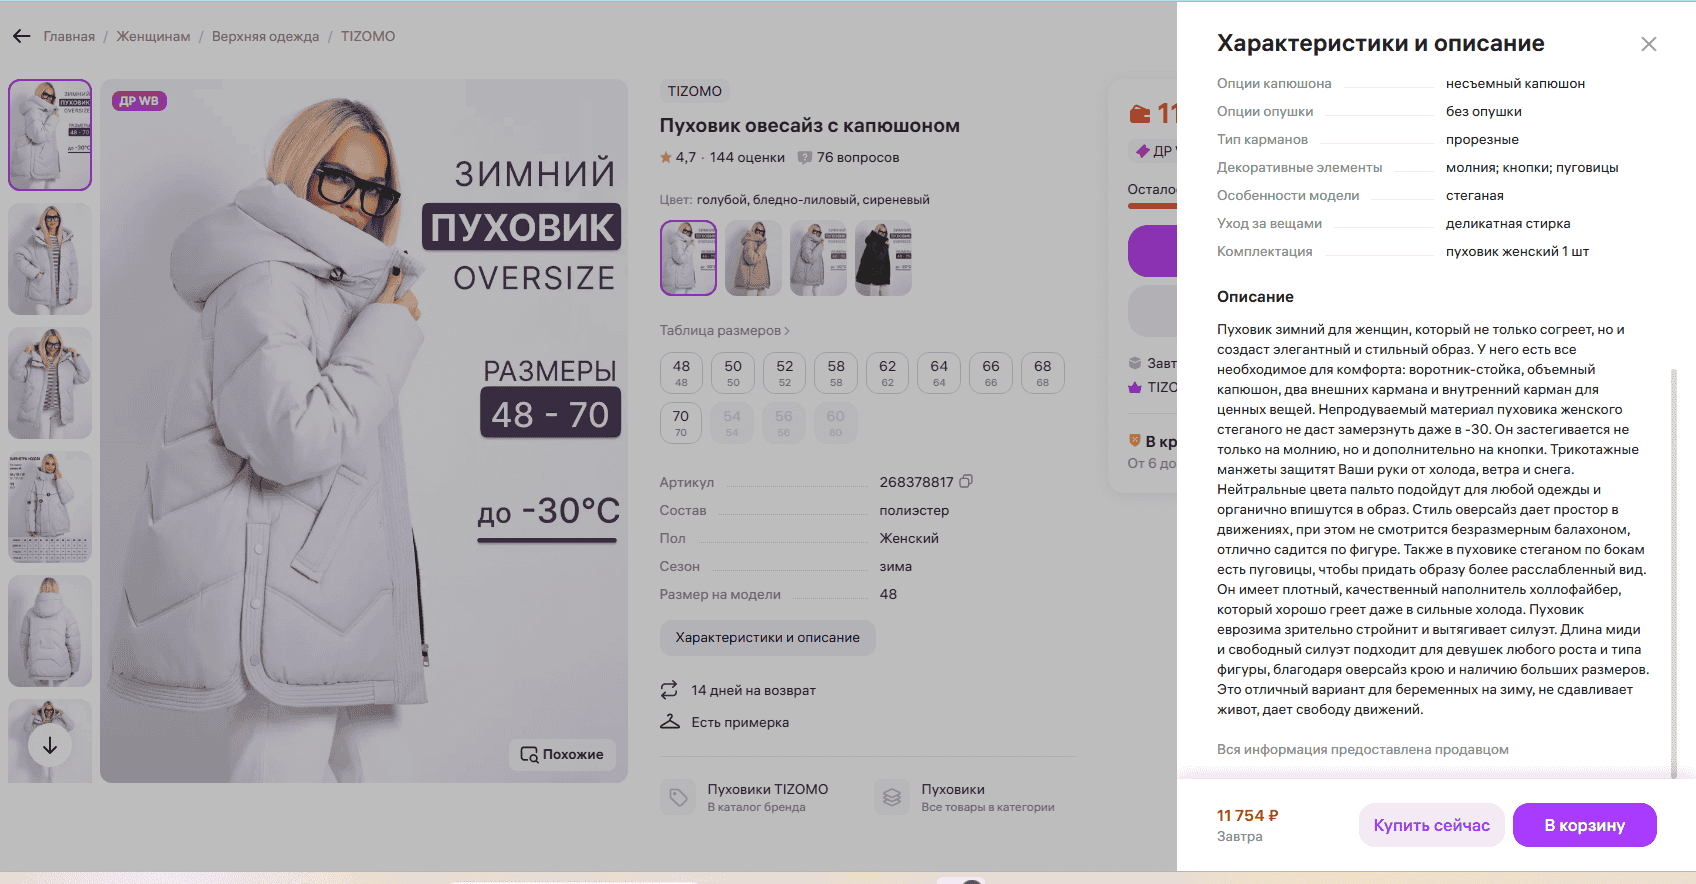 Главная / Женщинам / Верхняя одежда / TIZOMO
ДР WB
ЗИМНИЙ
ПУХОВИК
OVERSIZE
РАЗМЕРЫ
48 - 70
до -30°С
Похожие
TIZOMO
Пуховик овесайз с капюшоном
4,7 · 144 оценки 76 вопросов
Цвет: голубой, бледно-лиловый, сиреневый
Таблица размеров
48 50 52 58 62 64 66 68
48 50 52 58 62 64 66 68
70 54 56 60
70 54 56 60
Артикул 268378817
Состав полиэстер
Пол Женский
Сезон зима
Размер на модели 48
Характеристики и описание
14 дней на возврат
Есть примерка
Пуховики TIZOMO
В каталог бренда
Пуховики
Все товары в категории
11
ДР
Остало
Завт
TIZO
В кр
От 6 до
Характеристики и описание
Опции капюшона несъемный капюшон
Опции опушки без опушки
Тип карманов прорезные
Декоративные элементы молния; кнопки; пуговицы
Особенности модели стеганая
Уход за вещами деликатная стирка
Комплектация пуховик женский 1 шт
Описание
Пуховик зимний для женщин, который не только согреет, но и
создаст элегантный и стильный образ. У него есть все
необходимое для комфорта: воротник-стойка, объемный
капюшон, два внешних кармана и внутренний карман для
ценных вещей. Непродуваемый материал пуховика женского
стеганого не даст замерзнуть даже в -30. Он застегивается не
только на молнию, но и дополнительно на кнопки. Трикотажные
манжеты защитят Ваши руки от холода, ветра и снега.
Нейтральные цвета пальто подойдут для любой одежды и
органично впишутся в образ. Стиль оверсайз дает простор в
движениях, при этом не смотрится безразмерным балахоном,
отлично садится по фигуре. Также в пуховике стеганом по бокам
есть пуговицы, чтобы придать образу более расслабленный вид.
Он имеет плотный, качественный наполнитель холлофайбер,
который хорошо греет даже в сильные холода. Пуховик
еврозима зрительно стройнит и вытягивает силуэт. Длина миди
и свободный силуэт подходит для девушек любого роста и типа
фигуры, благодаря оверсайз крою и наличию больших размеров.
Это отличный вариант для беременных на зиму, не сдавливает
живот, дает свободу движений.
Вся информация предоставлена продавцом
11 754 ₽
Завтра
Купить сейчас
В корзину